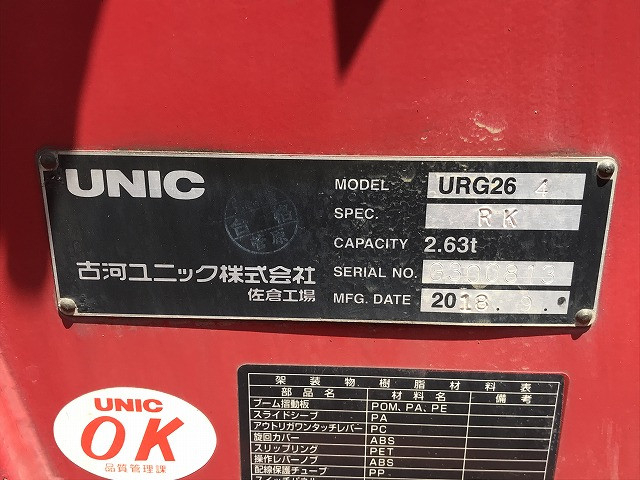 UNIC
MODEL URG26 4
SPEC. RK
CAPACITY 2.63t
古河ユニック株式会社
佐倉工場
SERIAL NO.
MFG. DATE 2018. 9.
UNIC
OK
品質管理課
架装物樹脂材料表
部品名 材料名 備考
ブーム摺動板 POM, PA, PE
スライドシーブ PA
アウトリガワンタッチレバー PC
旋回カバー ABS
スリップリング PET
操作レバーノブ ABS
配線保護チューブ PP